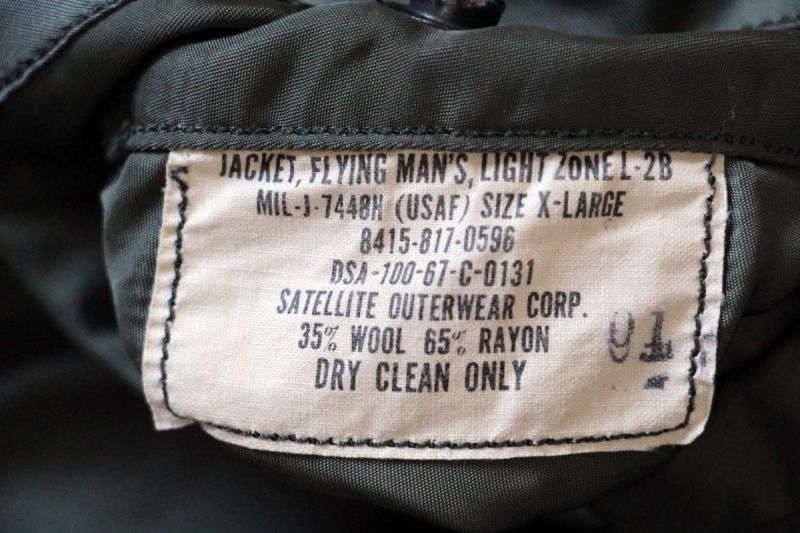 JACKET, FLYING MAN'S, LIGHT ZONE L-2B
MIL-J-7448H (USAF) SIZE X-LARGE
8415-817-0596
DSA-100-67-C-0131
SATELLITE OUTERWEAR CORP.
35% WOOL 65% RAYON
DRY CLEAN ONLY
01